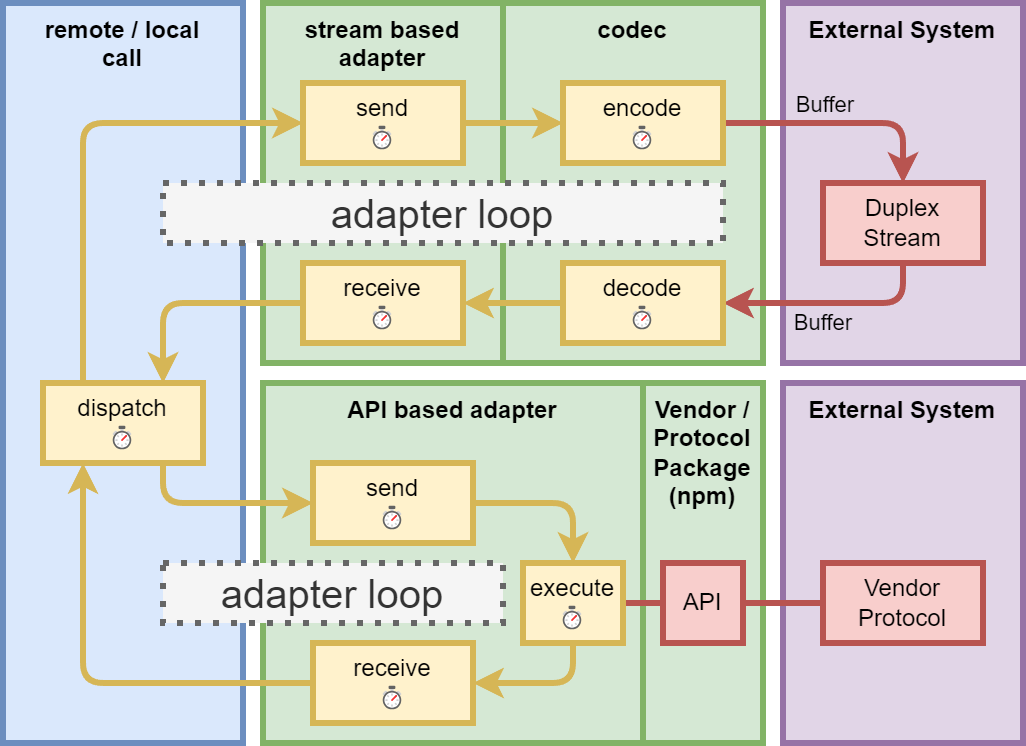 remote / local
call
stream based
adapter
codec
External System
send
encode
Buffer
adapter loop
Duplex
Stream
receive
decode
Buffer
dispatch
API based adapter
Vendor /
Protocol
Package
(npm)
External System
send
adapter loop
execute
API
Vendor
Protocol
receive